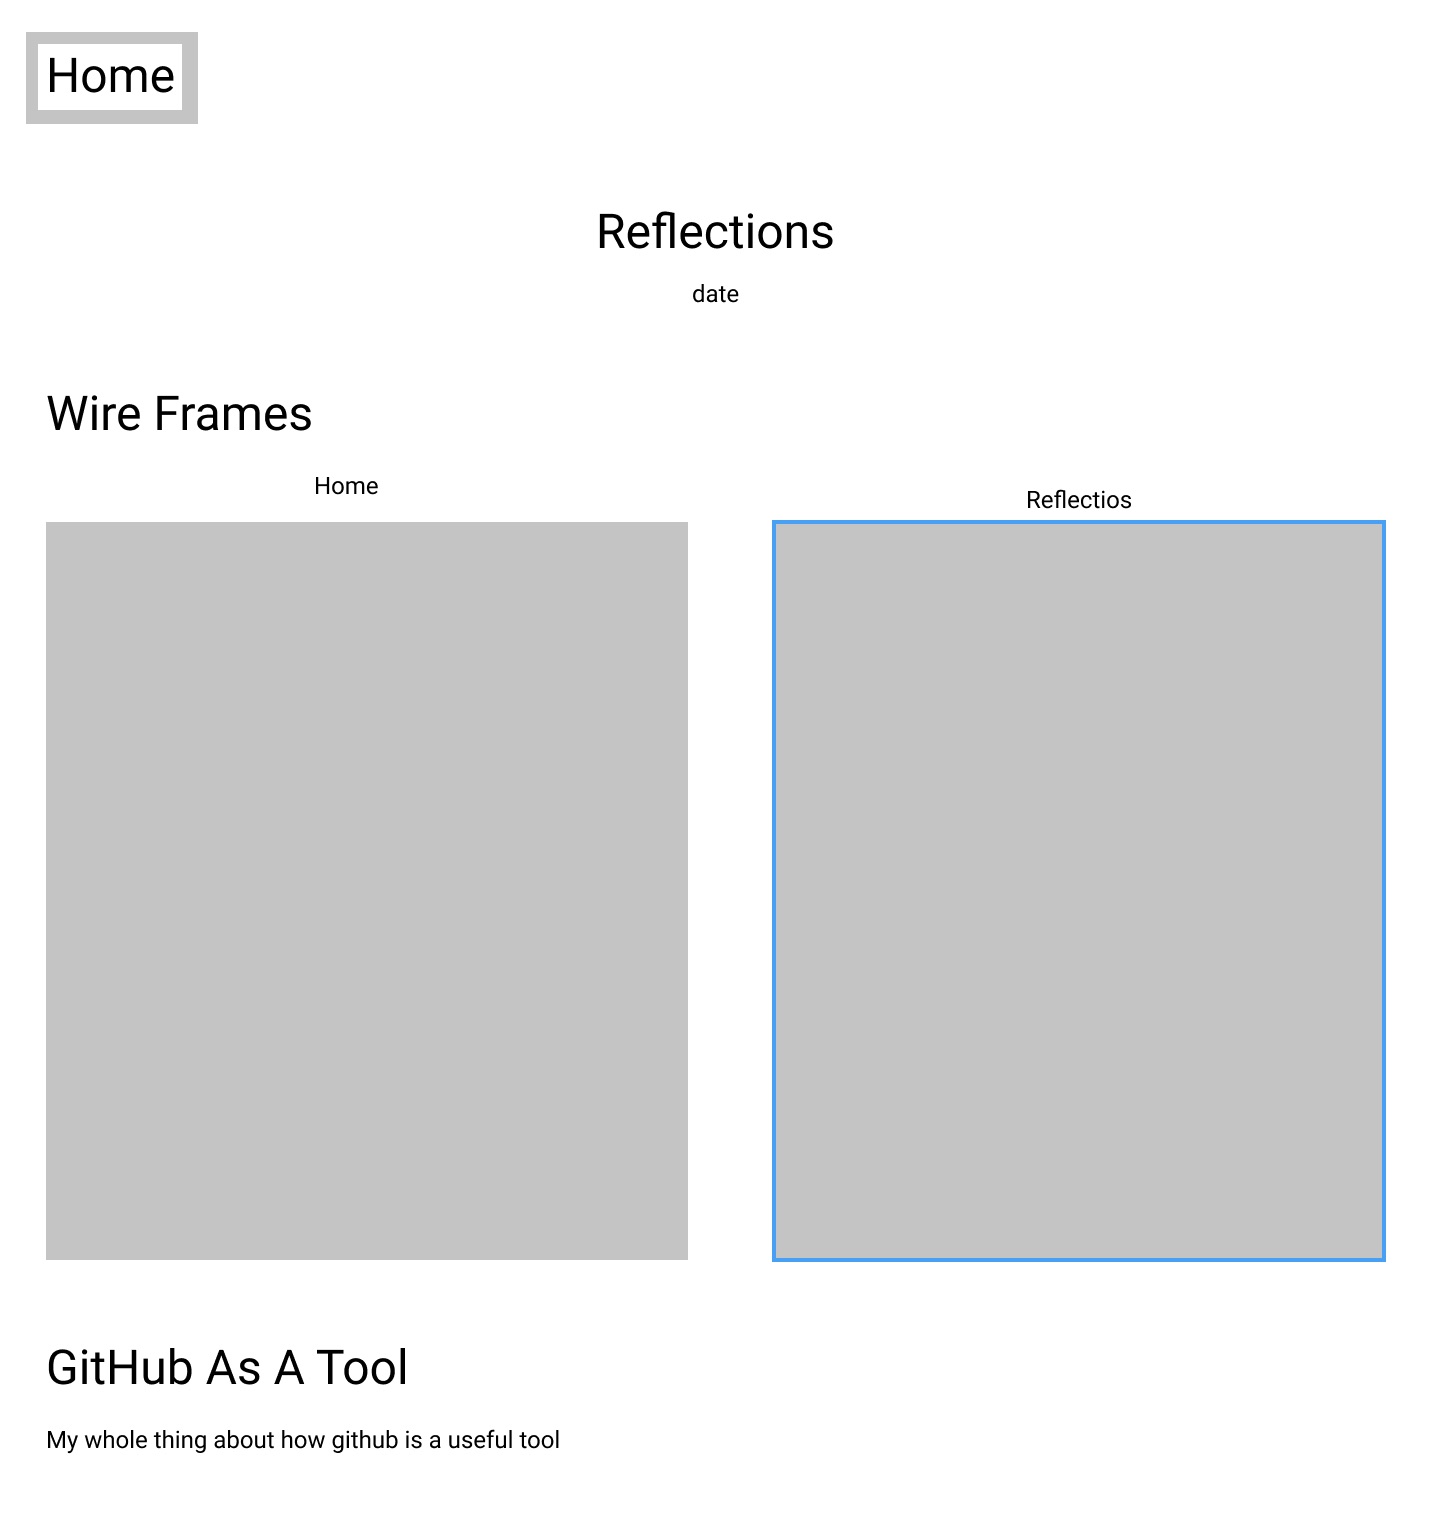 Home
Reflections
date
Wire Frames
Home
Reflectios
GitHub As A Tool
My whole thing about how github is a useful tool